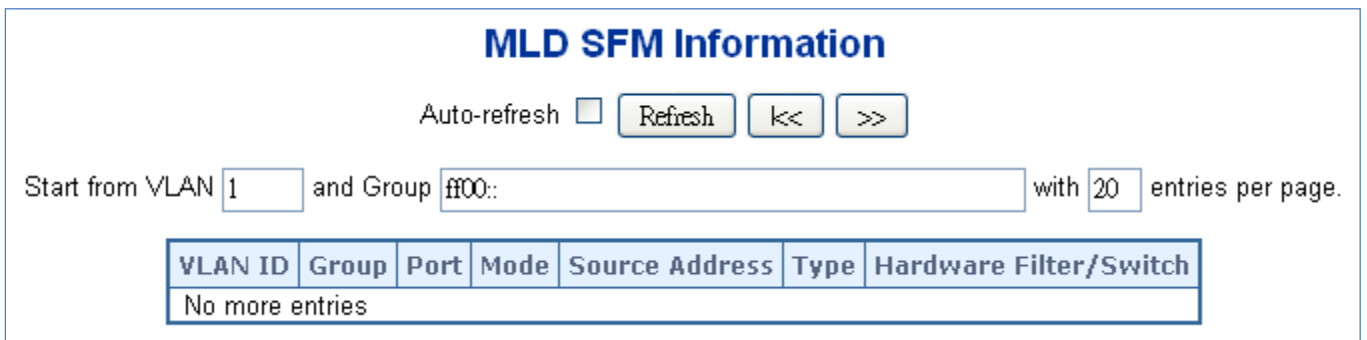 MLD SFM Information
Auto-refresh Refresh |<< >>
Start from VLAN 1 and Group ff00:: with 20 entries per page.
VLAN ID Group Port Mode Source Address Type Hardware Filter/Switch
No more entries